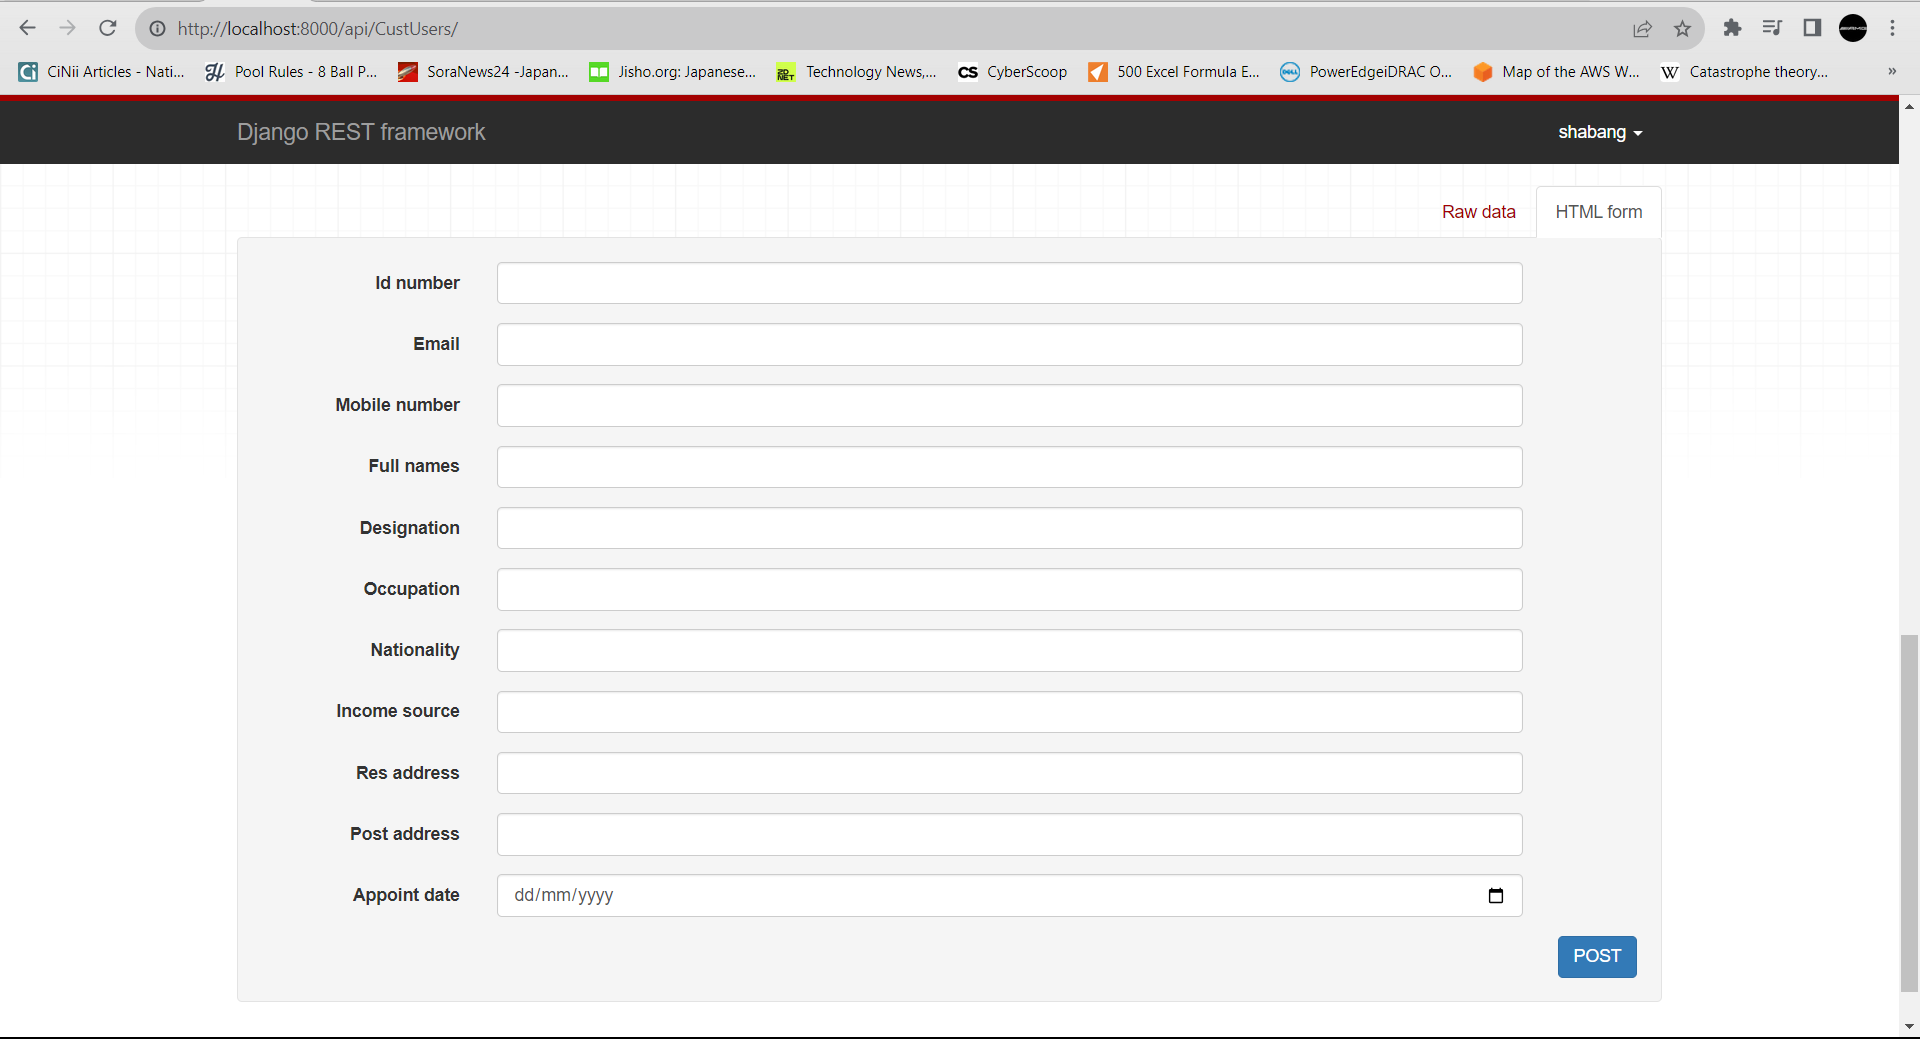 http://localhost:8000/api/CustUsers/
Ci CiNii Articles - Nati... Pool Rules - 8 Ball P... SoraNews24 -Japan... Jisho.org: Japanese... Technology News,... CS CyberScoop 500 Excel Formula E... DELL PowerEdgeiDRAC O... Map of the AWS W... W Catastrophe theory... »
Django REST framework shabang
Raw data HTML form
Id number
Email
Mobile number
Full names
Designation
Occupation
Nationality
Income source
Res address
Post address
Appoint date dd/mm/yyyy
POST